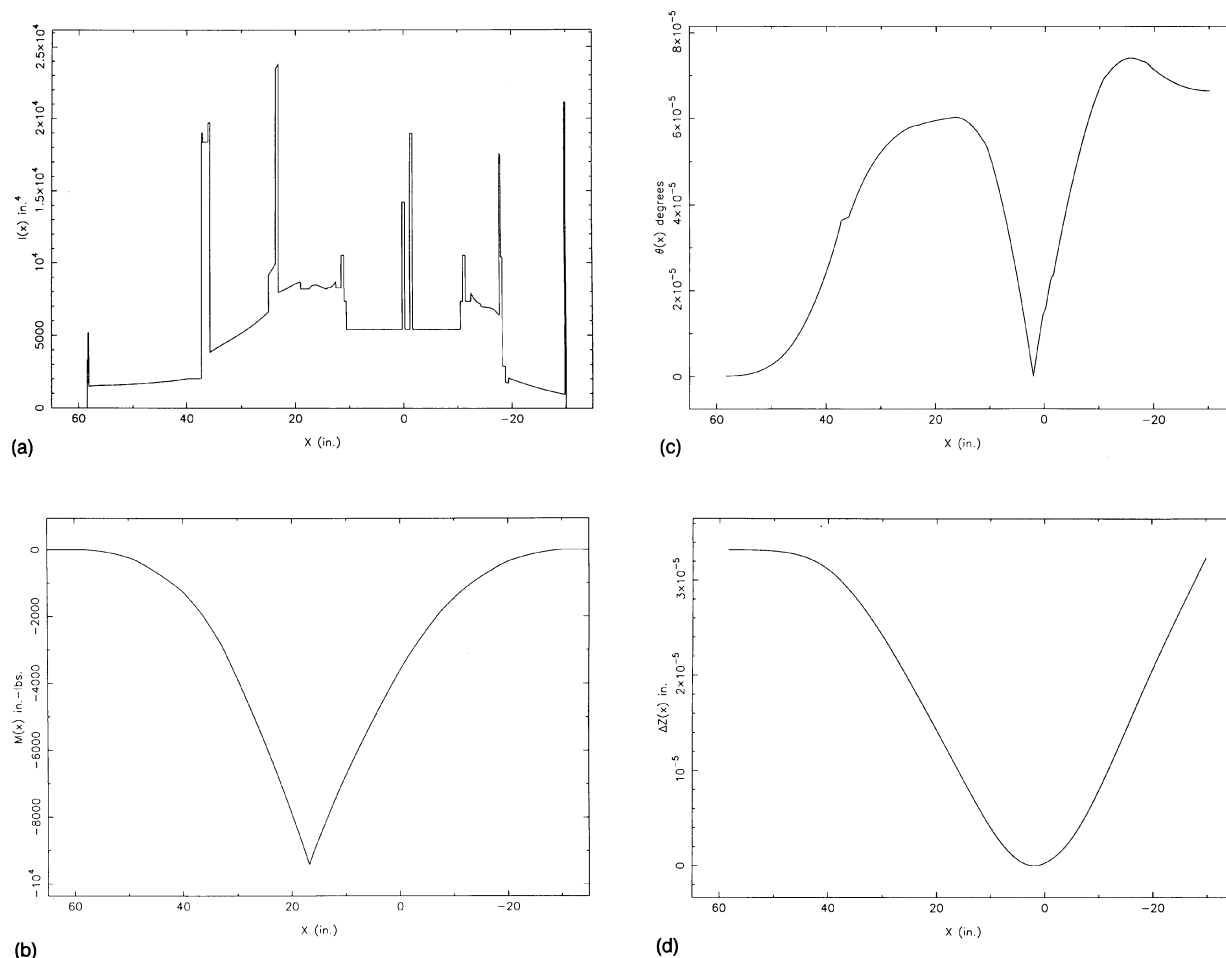 2.5×10⁴
2×10⁴
1.5×10⁴
10⁴
5000
0
I(x) in.⁴
60 40 20 0 -20
X (in.)
(a)
8×10⁻⁵
6×10⁻⁵
4×10⁻⁵
2×10⁻⁵
0
θ(x) degrees
60 40 20 0 -20
X (in.)
(c)
0
-2000
-4000
-6000
-8000
-10⁴
M(x) in.-lbs.
60 40 20 0 -20
X (in.)
(b)
3×10⁻⁵
2×10⁻⁵
10⁻⁵
0
ΔZ(x) in.
60 40 20 0 -20
X (in.)
(d)